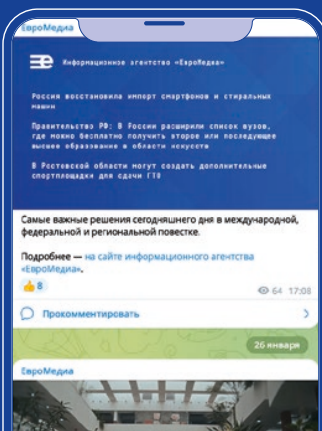 ЕвроМедиа
Информационное агентство «ЕвроМедиа»
Россия восстановила импорт смартфонов и стиральных
машин
Правительство РФ: В России расширили список вузов,
где можно бесплатно получить второе или последующее
высшее образование в области искусств
В Ростовской области могут создать дополнительные
спортплощадки для сдачи ГТО
Самые важные решения сегодняшнего дня в международной,
федеральной и региональной повестке.
Подробнее — на сайте информационного агентства
«ЕвроМедиа».
👍 8
64 17:08
Прокомментировать
26 января
ЕвроМедиа